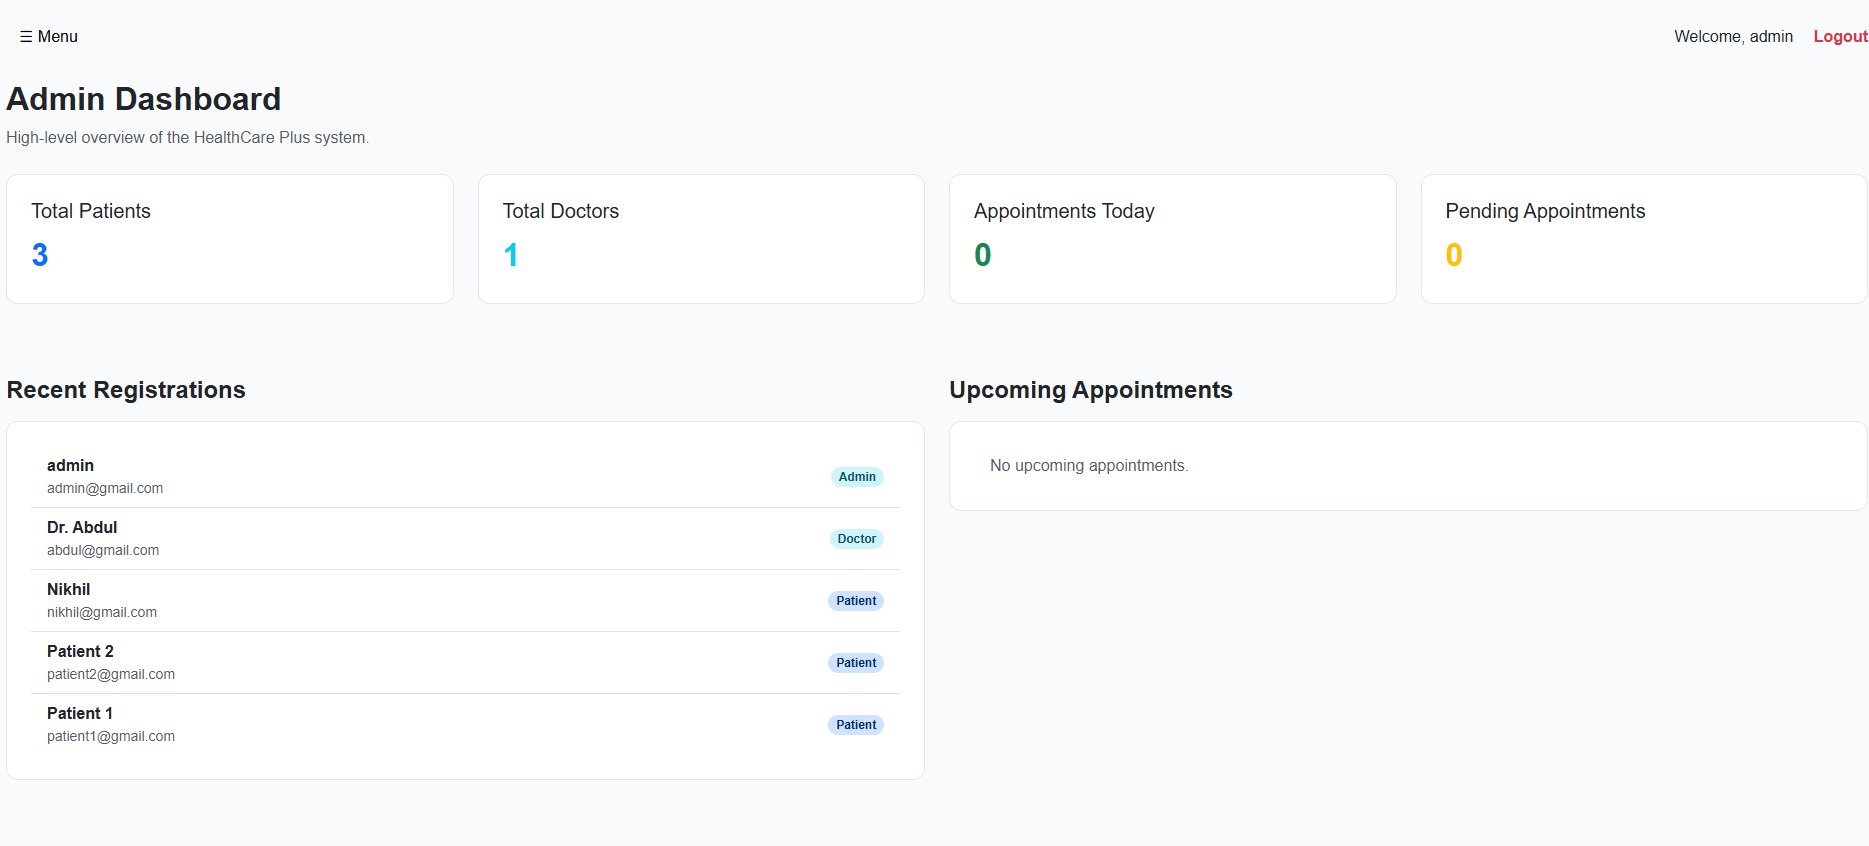 ☰ Menu
Welcome, admin
Logout
Admin Dashboard
High-level overview of the HealthCare Plus system.
Total Patients
3
Total Doctors
1
Appointments Today
0
Pending Appointments
0
Recent Registrations
admin
admin@gmail.com
Admin
Dr. Abdul
abdul@gmail.com
Doctor
Nikhil
nikhil@gmail.com
Patient
Patient 2
patient2@gmail.com
Patient
Patient 1
patient1@gmail.com
Patient
Upcoming Appointments
No upcoming appointments.